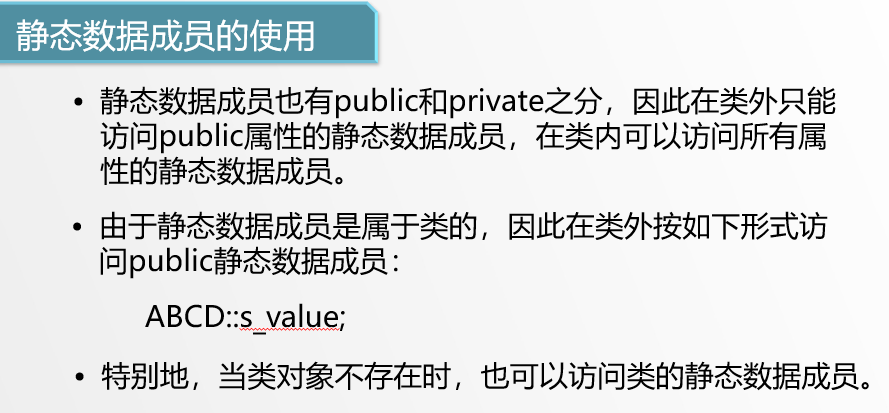 静态数据成员的使用
• 静态数据成员也有public和private之分，因此在类外只能
访问public属性的静态数据成员，在类内可以访问所有属
性的静态数据成员。
• 由于静态数据成员是属于类的，因此在类外按如下形式访
问public静态数据成员：
ABCD::s_value;
• 特别地，当类对象不存在时，也可以访问类的静态数据成员。